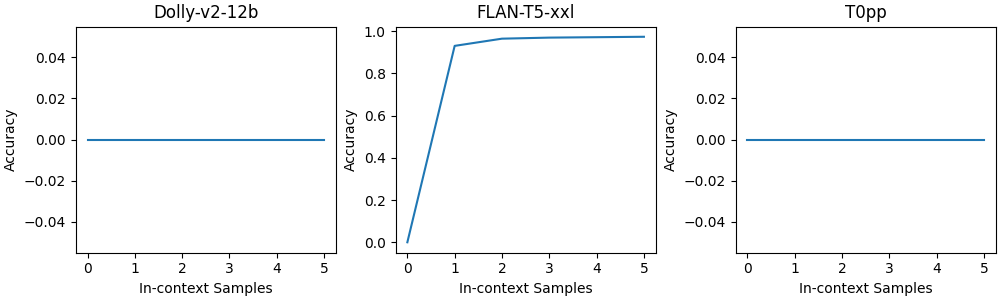 Dolly-v2-12b
Accuracy
0.04
0.02
0.00
−0.02
−0.04
0 1 2 3 4 5
In-context Samples
FLAN-T5-xxl
Accuracy
1.0
0.8
0.6
0.4
0.2
0.0
0 1 2 3 4 5
In-context Samples
T0pp
Accuracy
0.04
0.02
0.00
−0.02
−0.04
0 1 2 3 4 5
In-context Samples